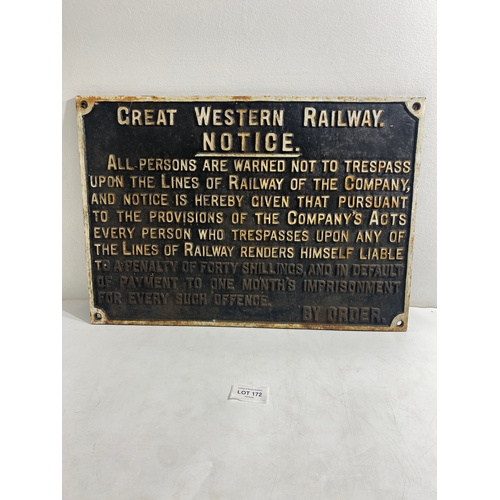 GREAT WESTERN RAILWAY.
NOTICE.
ALL PERSONS ARE WARNED NOT TO TRESPASS
UPON THE LINES OF RAILWAY OF THE COMPANY,
AND NOTICE IS HEREBY GIVEN THAT PURSUANT
TO THE PROVISIONS OF THE COMPANY'S ACTS
EVERY PERSON WHO TRESPASSES UPON ANY OF
THE LINES OF RAILWAY RENDERS HIMSELF LIABLE
TO A PENALTY OF FORTY SHILLINGS, AND IN DEFAULT
OF PAYMENT TO ONE MONTH'S IMPRISONMENT
FOR EVERY SUCH OFFENCE.
BY ORDER.
LOT 172